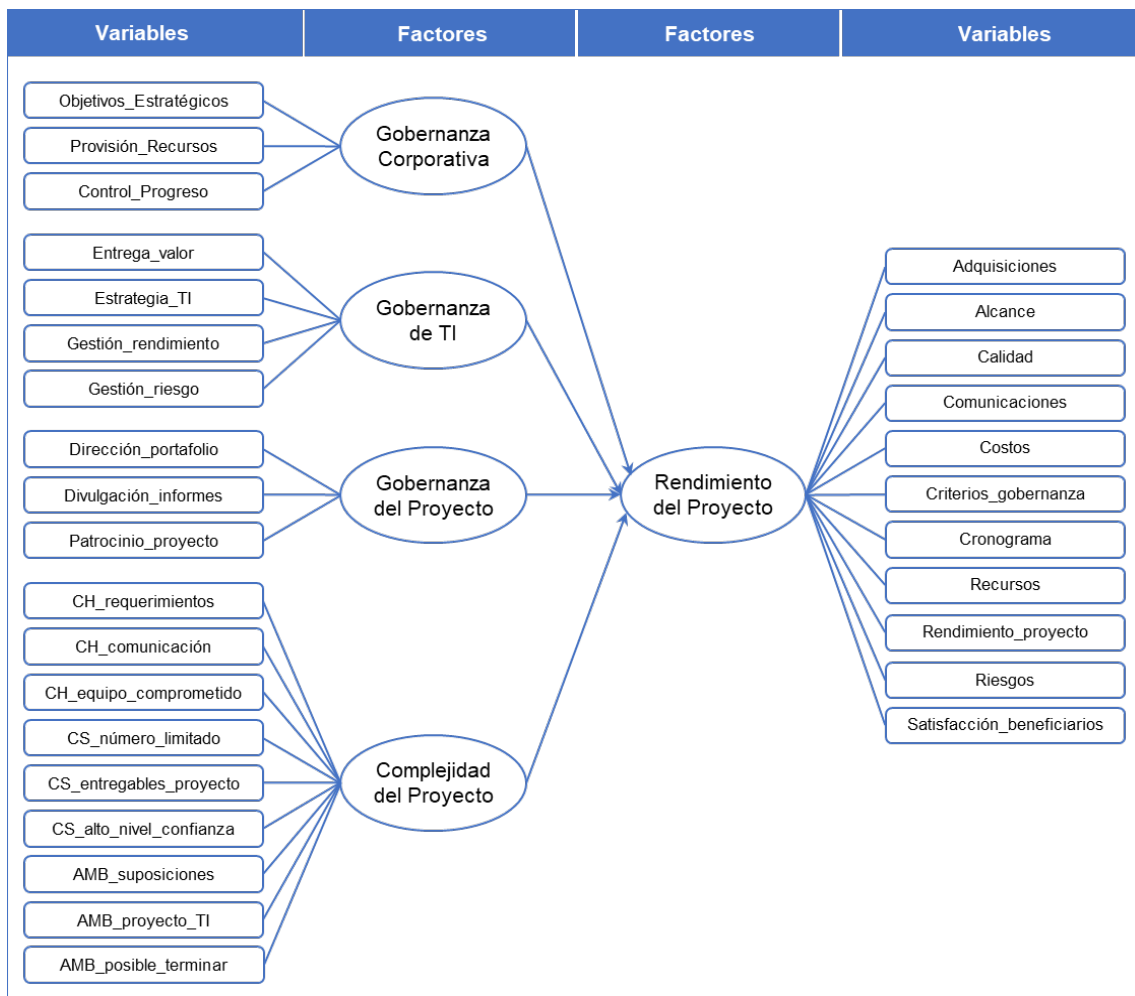 Variables
Factores
Factores
Variables
Objetivos_Estratégicos
Provisión_Recursos
Control_Progreso
Gobernanza
Corporativa
Entrega_valor
Estrategia_TI
Gestión_rendimiento
Gestión_riesgo
Gobernanza
de TI
Dirección_portafolio
Divulgación_informes
Patrocinio_proyecto
Gobernanza
del Proyecto
CH_requerimientos
CH_comunicación
CH_equipo_comprometido
CS_número_limitado
CS_entregables_proyecto
CS_alto_nivel_confianza
AMB_suposiciones
AMB_proyecto_TI
AMB_posible_terminar
Complejidad
del Proyecto
Rendimiento
del Proyecto
Adquisiciones
Alcance
Calidad
Comunicaciones
Costos
Criterios_gobernanza
Cronograma
Recursos
Rendimiento_proyecto
Riesgos
Satisfacción_beneficiarios